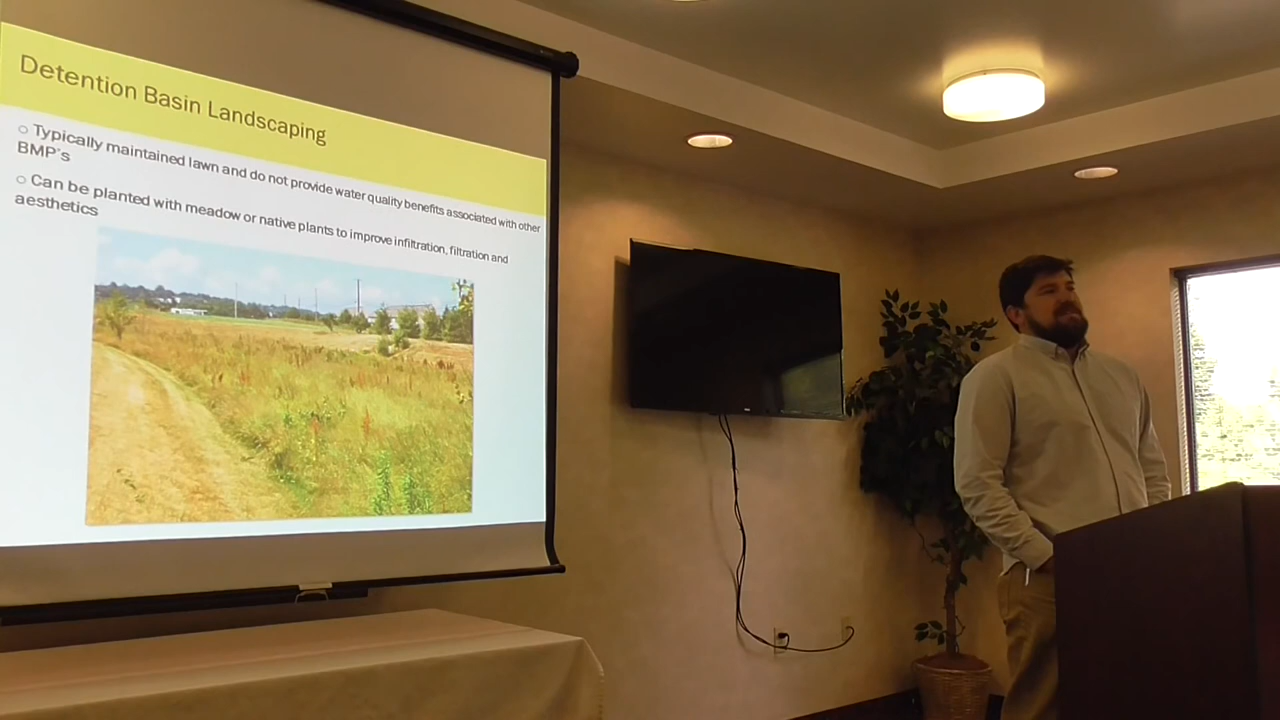 Detention Basin Landscaping
○ Typically maintained lawn and do not provide water quality benefits associated with other
BMP's
○ Can be planted with meadow or native plants to improve infiltration, filtration and
aesthetics